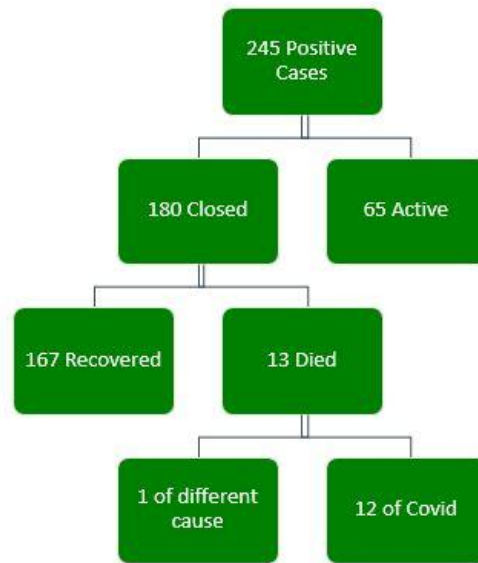 245 Positive
Cases
180 Closed
65 Active
167 Recovered
13 Died
1 of different
cause
12 of Covid